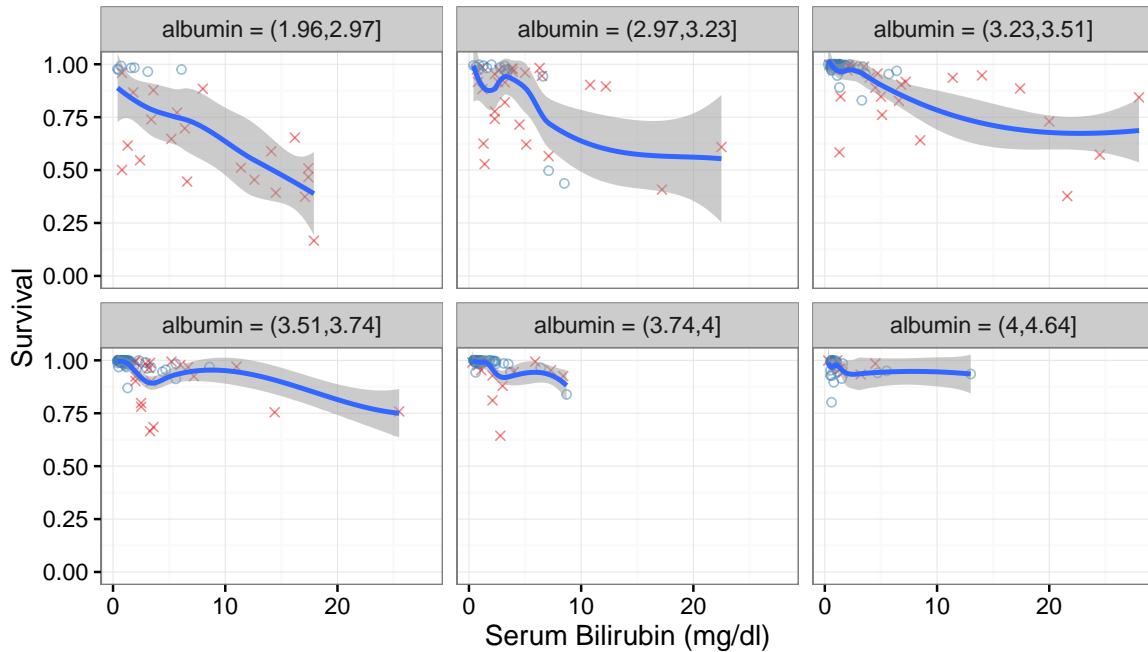 albumin = (1.96,2.97]
albumin = (2.97,3.23]
albumin = (3.23,3.51]
1.00
0.75
0.50
0.25
0.00
Survival
albumin = (3.51,3.74]
albumin = (3.74,4]
albumin = (4,4.64]
1.00
0.75
0.50
0.25
0.00
0 10 20
0 10 20
0 10 20
Serum Bilirubin (mg/dl)